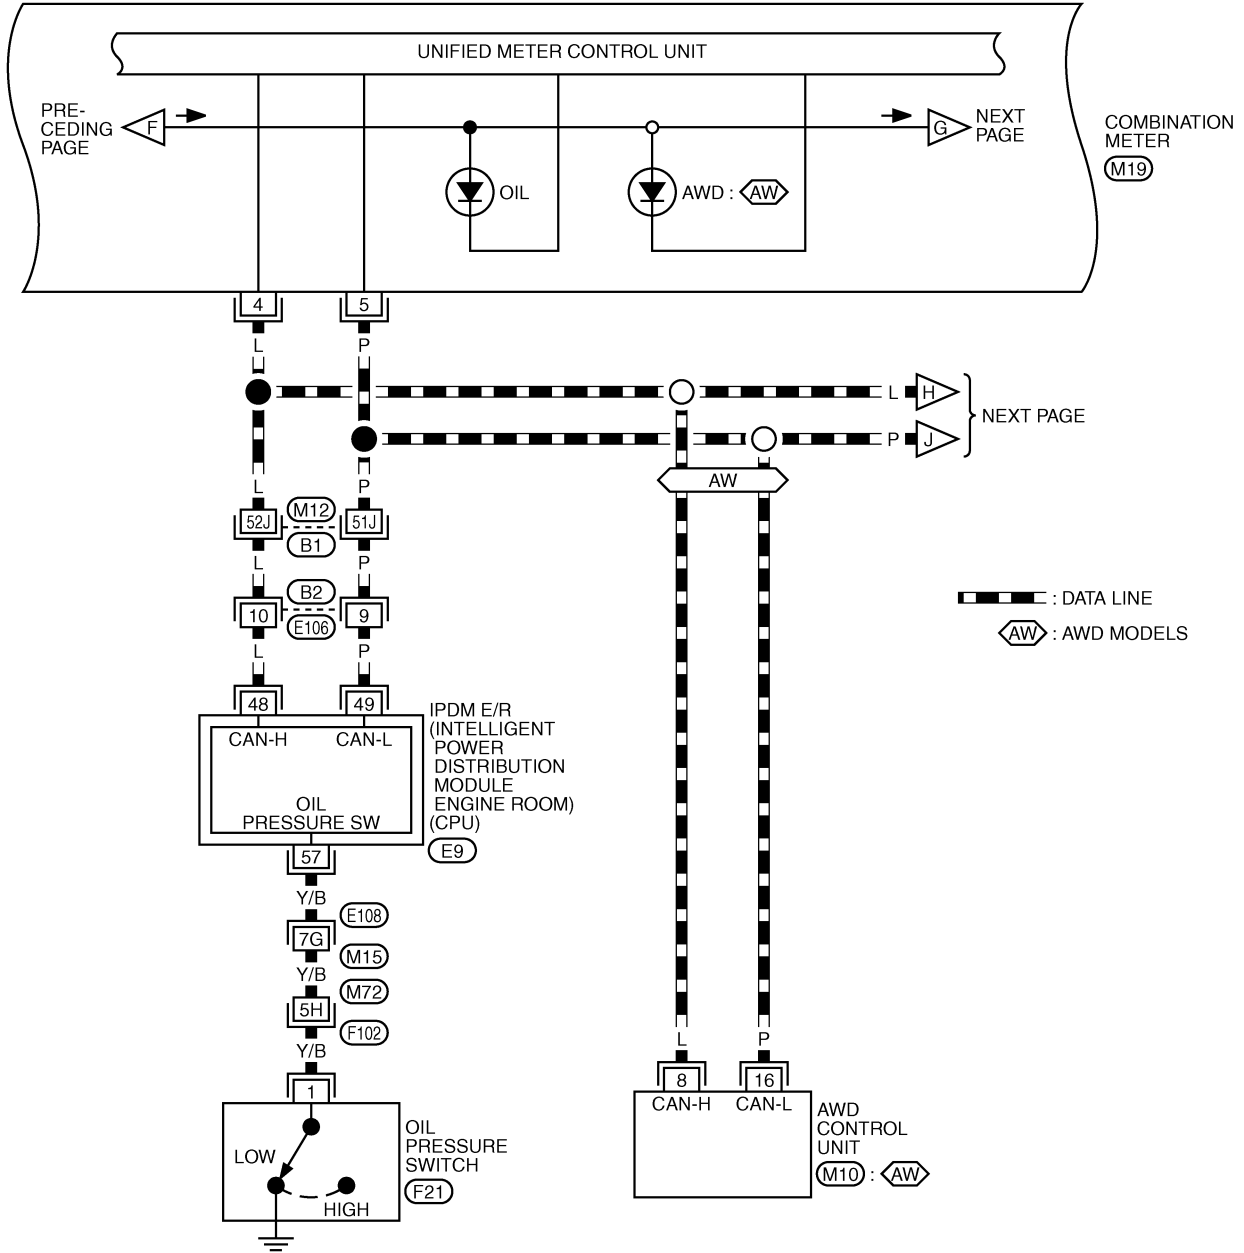 UNIFIED METER CONTROL UNIT
PRE-
CEDING
PAGE
F
G
NEXT
PAGE
COMBINATION
METER
M19
OIL
AWD : AW
4
5
L
P
L
H
P
J
NEXT PAGE
AW
L
P
52J
M12
51J
B1
L
P
10
B2
9
E106
L
P
: DATA LINE
AW : AWD MODELS
48
49
CAN-H
CAN-L
OIL
PRESSURE SW
IPDM E/R
(INTELLIGENT
POWER
DISTRIBUTION
MODULE
ENGINE ROOM)
(CPU)
E9
57
Y/B
E108
7G
M15
Y/B
M72
5H
F102
Y/B
1
LOW
HIGH
OIL
PRESSURE
SWITCH
F21
L
P
8
16
CAN-H
CAN-L
AWD
CONTROL
UNIT
M10 : AW